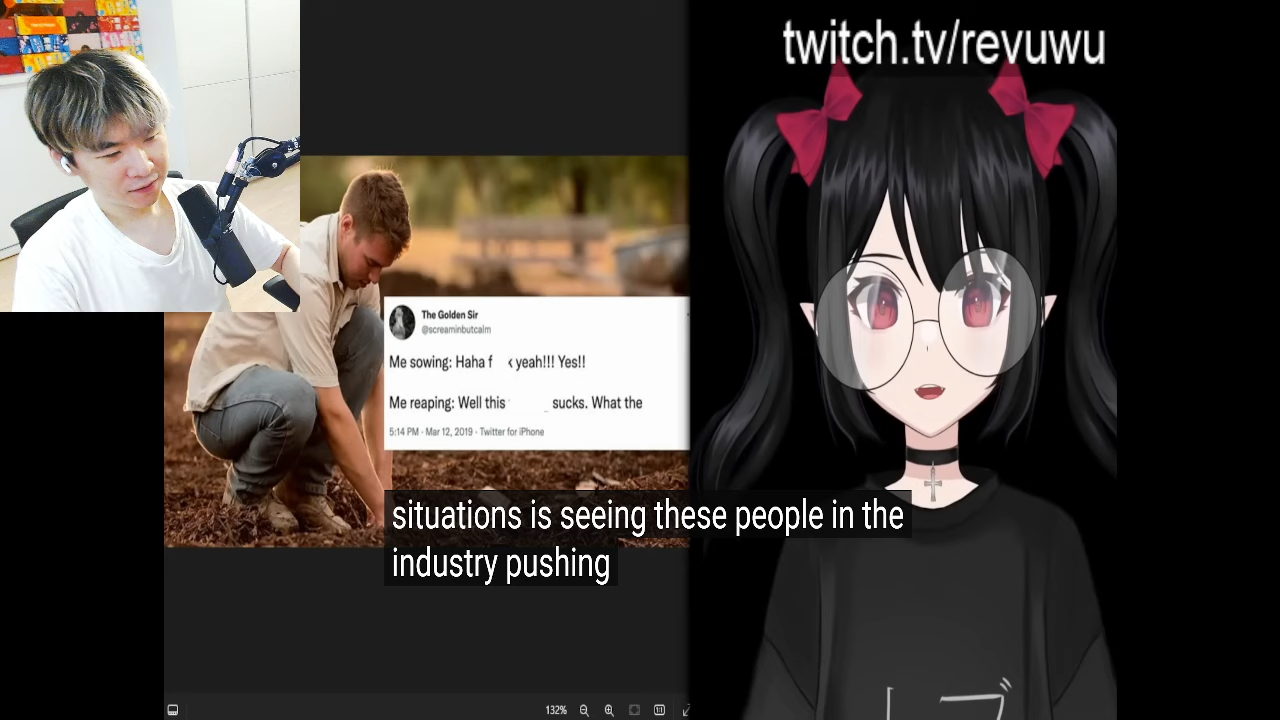 twitch.tv/revuwu
The Golden Sir
@screaminbutcalm
Me sowing: Haha f k yeah!!! Yes!!
Me reaping: Well this sucks. What the
5:14 PM · Mar 12, 2019 · Twitter for iPhone
situations is seeing these people in the
industry pushing
132%